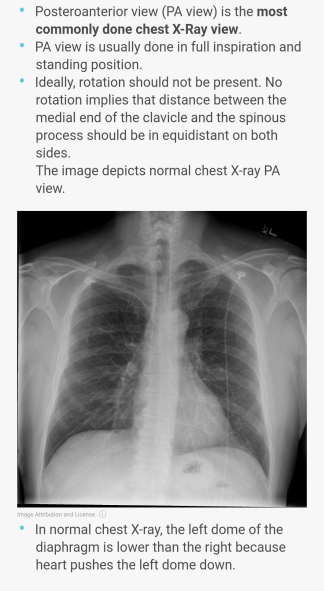 Posteroanterior view (PA view) is the most
commonly done chest X-Ray view.
PA view is usually done in full inspiration and
standing position.
Ideally, rotation should not be present. No
rotation implies that distance between the
medial end of the clavicle and the spinous
process should be in equidistant on both
sides.
The image depicts normal chest X-ray PA
view.
Image Attribution and License
In normal chest X-ray, the left dome of the
diaphragm is lower than the right because
heart pushes the left dome down.